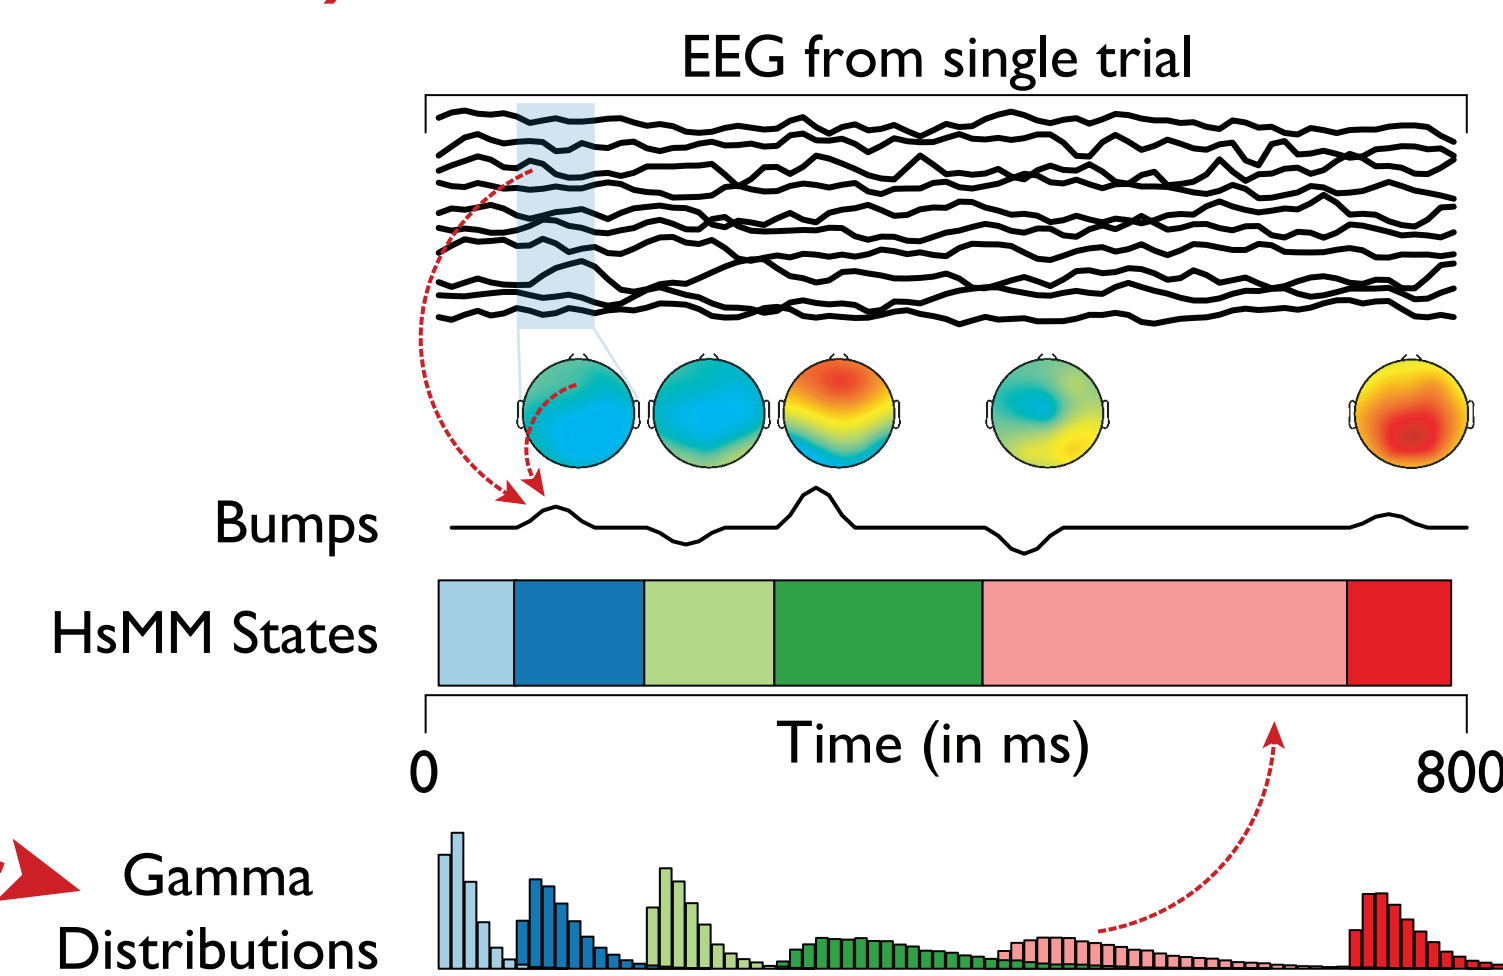 EEG from single trial
Bumps
HsMM States
Time (in ms)
0
800
Gamma
Distributions